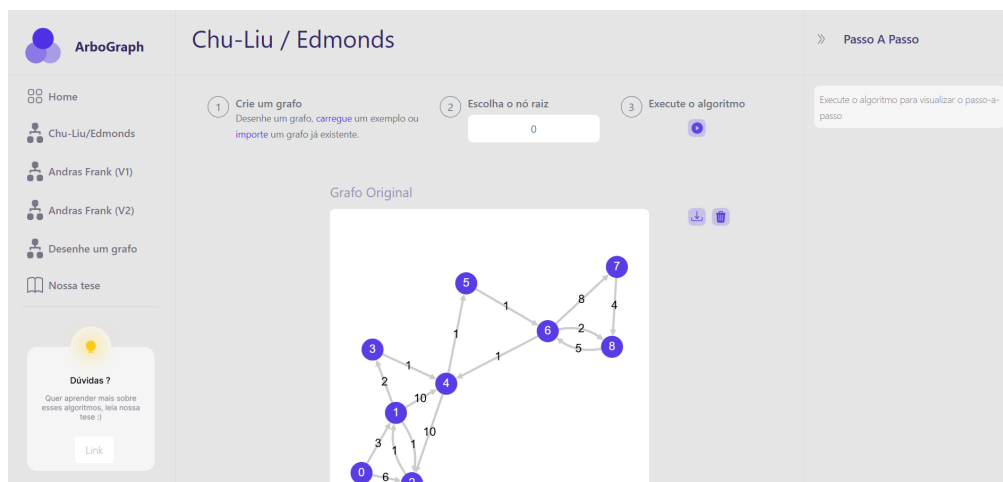 ArboGraph
Chu-Liu / Edmonds
Passo A Passo
Home
Chu-Liu/Edmonds
Andras Frank (V1)
Andras Frank (V2)
Desenhe um grafo
Nossa tese
Dúvidas ?
Quer aprender mais sobre
esses algoritmos, leia nossa
tese :)
Link
1
Crie um grafo
Desenhe um grafo, carregue um exemplo ou
importe um grafo já existente.
2
Escolha o nó raiz
0
3
Execute o algoritmo
Execute o algoritmo para visualizar o passo-a-
passo
Grafo Original
7
5
8
1
4
6
2
1
5
8
3
1
1
2
4
10
1
3
1
1
10
0
6
2